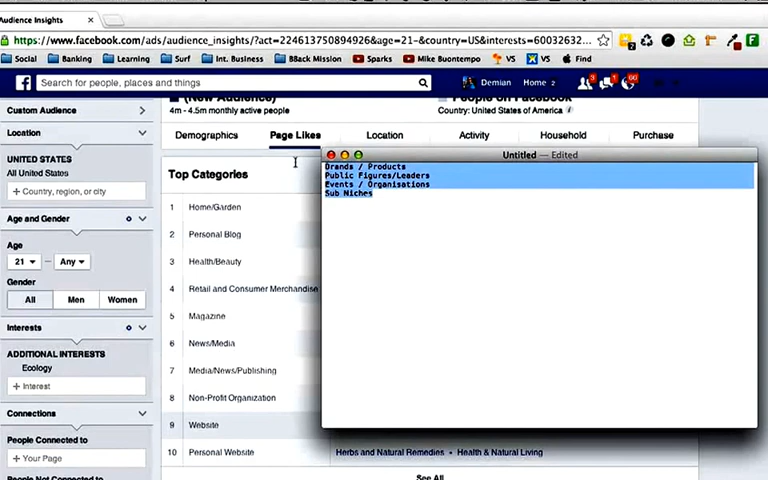 Audience Insights
https://www.facebook.com/ads/audience_insights/?act=224613750894926&age=21-&country=US&interests=60032632...
Social Banking Learning Surf Int. Business BBack Mission Sparks Mike Buontempo VS VS Find
Search for people, places and things
Demian Home 2
3 1
Custom Audience
Location
UNITED STATES
All United States
+ Country, region, or city
Age and Gender
Age
21 — Any
Gender
All Men Women
Interests
ADDITIONAL INTERESTS
Ecology
+ Interest
Connections
People Connected to
+ Your Page
People Not Connected to
(New Audience)
4m - 4.5m monthly active people
People on Facebook
Country: United States of America
Demographics Page Likes Location Activity Household Purchase
Top Categories
1 Home/Garden
2 Personal Blog
3 Health/Beauty
4 Retail and Consumer Merchandise
5 Magazine
6 News/Media
7 Media/News/Publishing
8 Non-Profit Organization
9 Website
10 Personal Website
Herbs and Natural Remedies • Health & Natural Living
See All
Untitled — Edited
Brands / Products
Public Figures/Leaders
Events / Organisations
Sub Niches